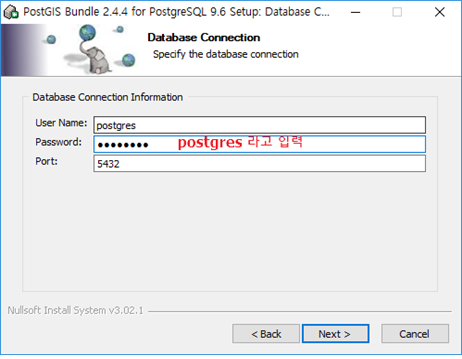 PostGIS Bundle 2.4.4 for PostgreSQL 9.6 Setup: Database C...
Database Connection
Specify the database connection
Database Connection Information
User Name: postgres
Password: ●●●●●●●● postgres 라고 입력
Port: 5432
Nullsoft Install System v3.02.1
< Back Next > Cancel